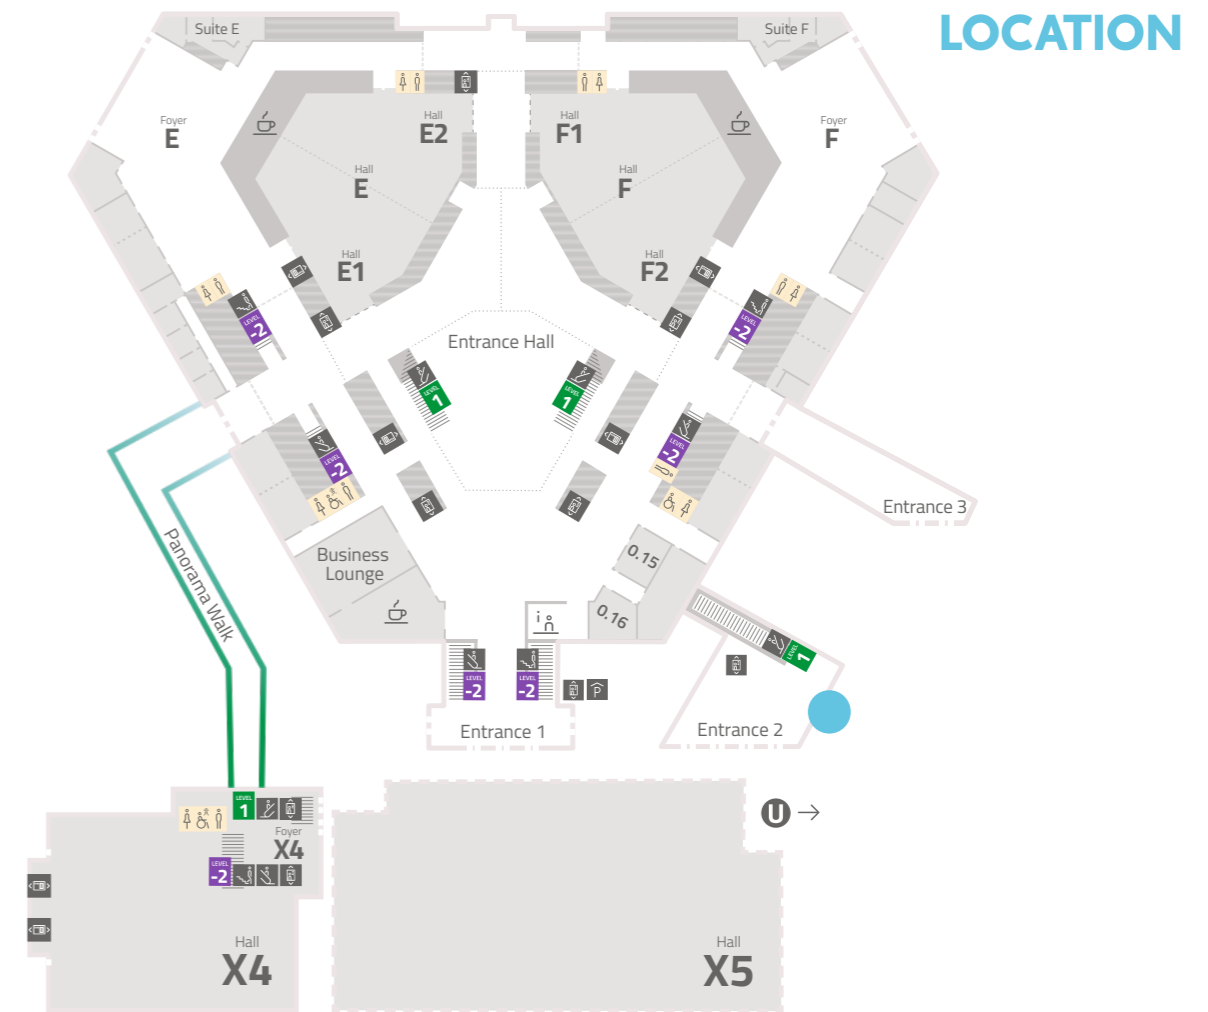 LOCATION
Suite E
Suite F
Foyer
E
Hall
E2
Hall
F1
Foyer
F
Hall
E
Hall
F
Hall
E1
Hall
F2
LEVEL
-2
LEVEL
-2
Entrance Hall
LEVEL
1
LEVEL
1
LEVEL
-2
LEVEL
-2
Entrance 3
Panorama Walk
Business
Lounge
0.15
0.16
i
LEVEL
1
LEVEL
-2
LEVEL
-2
P
Entrance 1
Entrance 2
LEVEL
1
U
Foyer
X4
LEVEL
-2
Hall
X4
Hall
X5